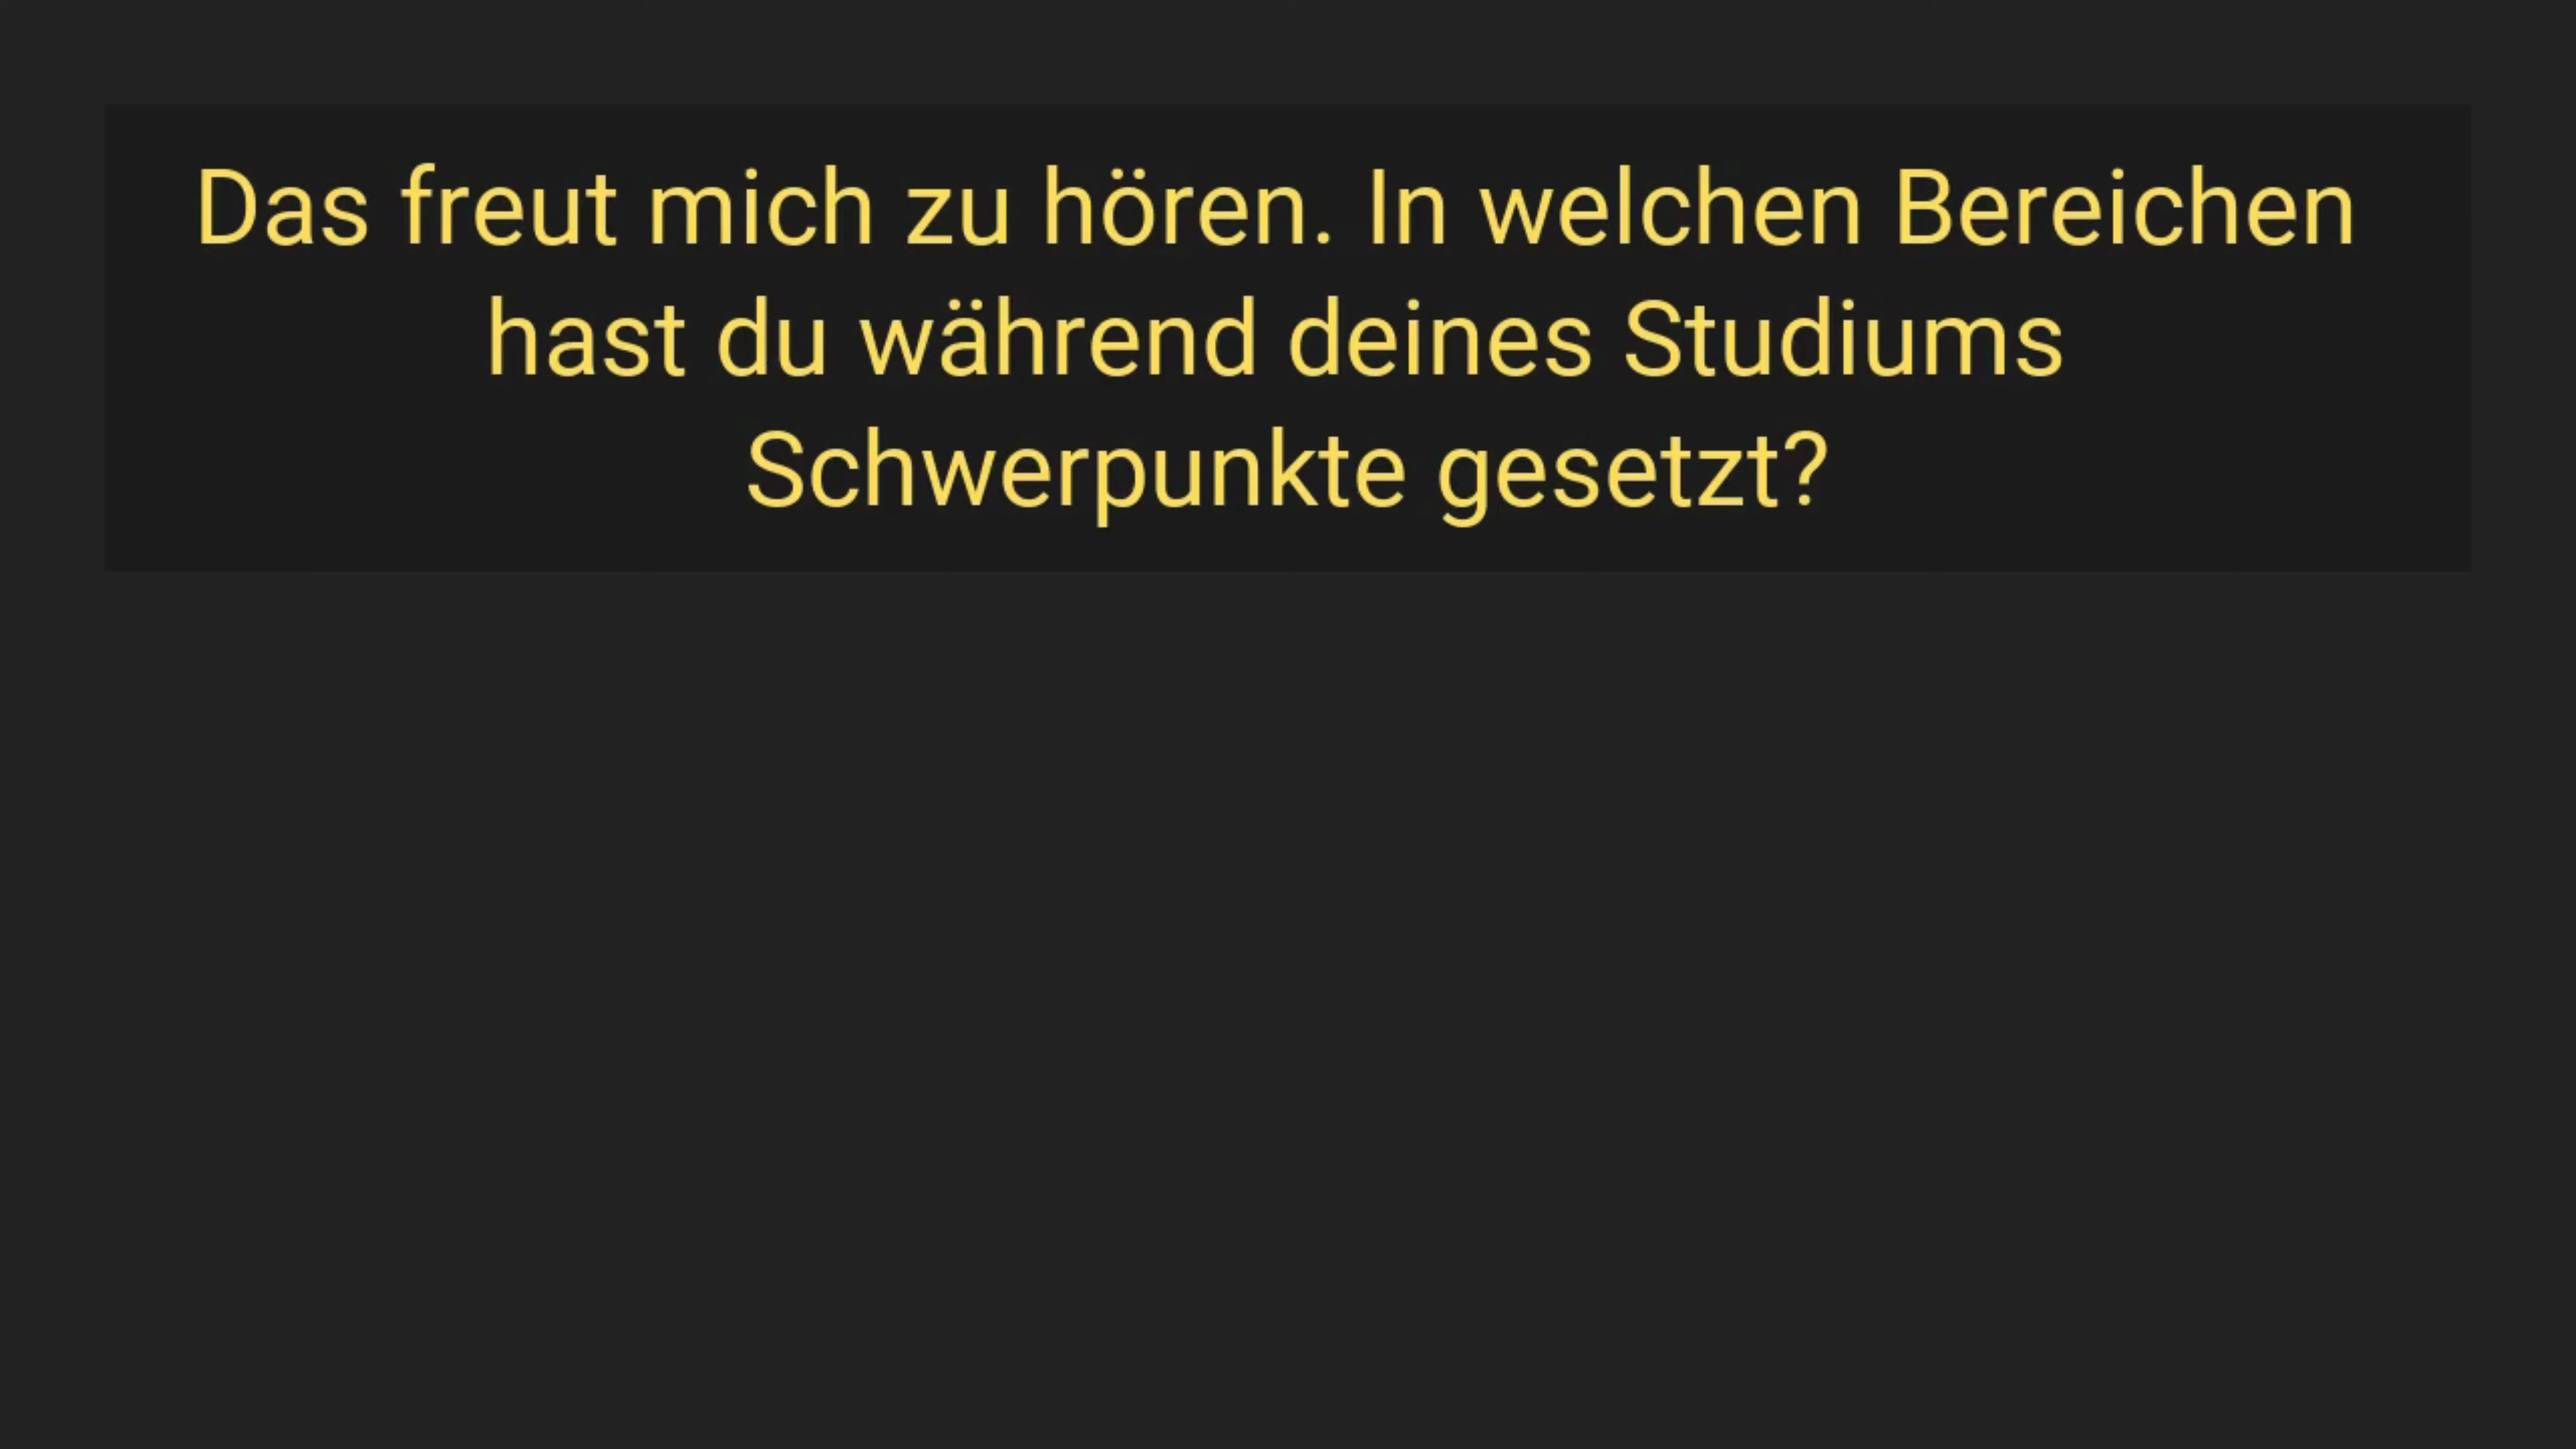 Das freut mich zu hören. In welchen Bereichen
hast du während deines Studiums
Schwerpunkte gesetzt?